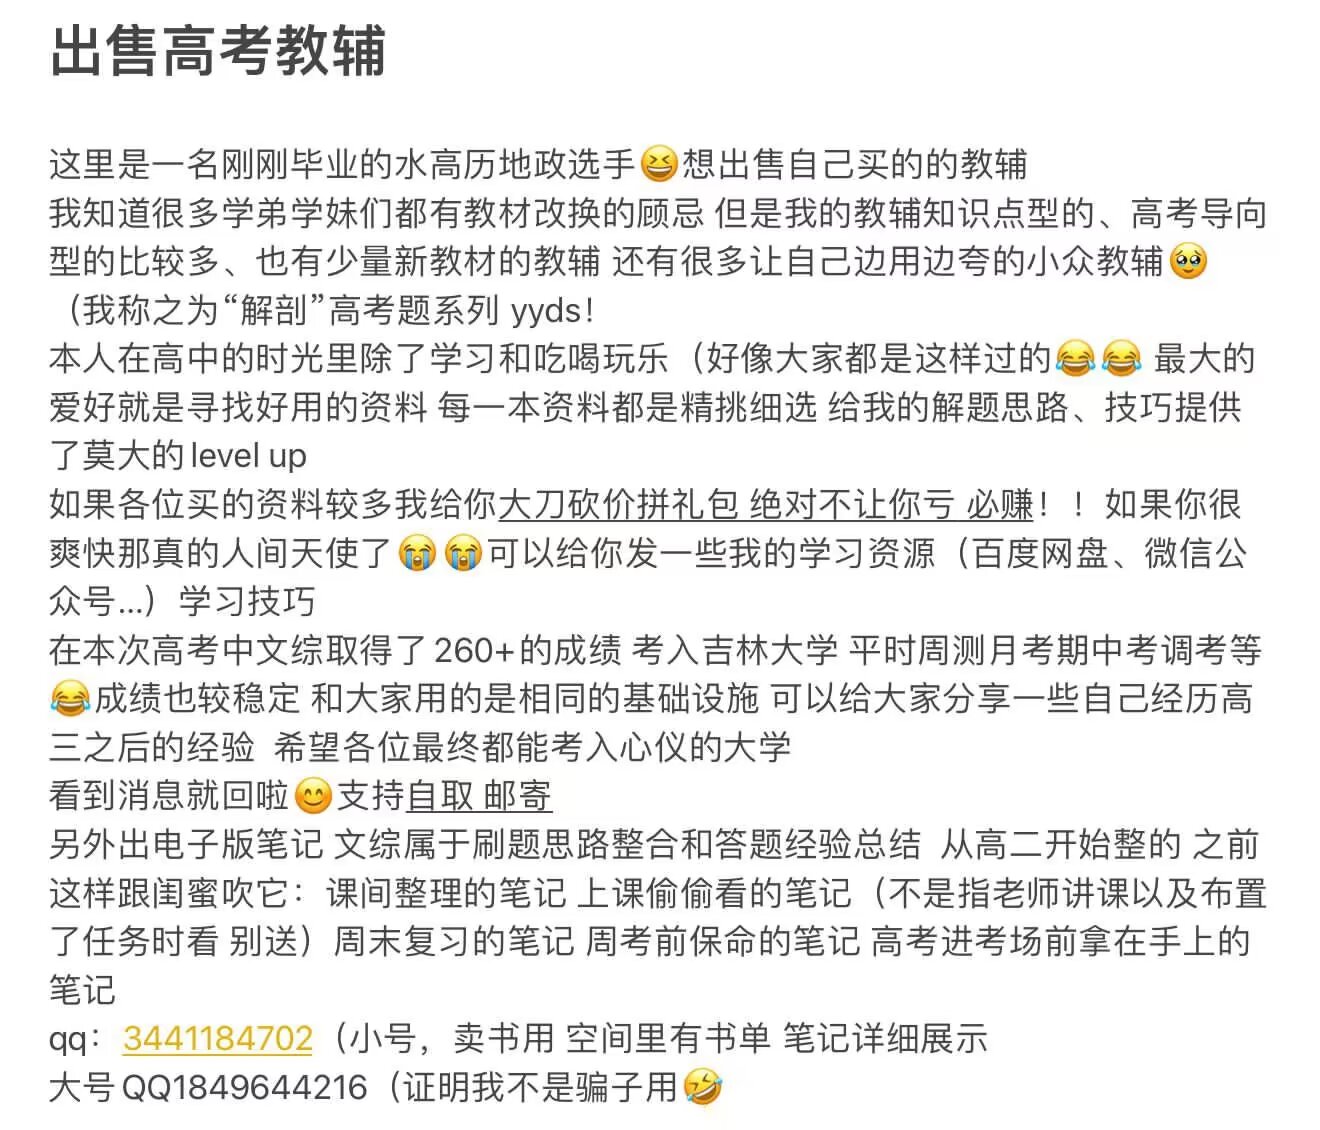 出售高考教辅
这里是一名刚刚毕业的水高历地政选手😆想出售自己买的的教辅
我知道很多学弟学妹们都有教材改换的顾忌 但是我的教辅知识点型的、高考导向
型的比较多、也有少量新教材的教辅 还有很多让自己边用边夸的小众教辅🥹
（我称之为“解剖”高考题系列 yyds！
本人在高中的时光里除了学习和吃喝玩乐（好像大家都是这样过的😂😂 最大的
爱好就是寻找好用的资料 每一本资料都是精挑细选 给我的解题思路、技巧提供
了莫大的level up
如果各位买的资料较多我给你大刀砍价拼礼包 绝对不让你亏 必赚！！如果你很
爽快那真的人间天使了😭😭可以给你发一些我的学习资源（百度网盘、微信公
众号...）学习技巧
在本次高考中文综取得了260+的成绩 考入吉林大学 平时周测月考期中考调考等
😂成绩也较稳定 和大家用的是相同的基础设施 可以给大家分享一些自己经历高
三之后的经验  希望各位最终都能考入心仪的大学
看到消息就回啦😊支持自取 邮寄
另外出电子版笔记 文综属于刷题思路整合和答题经验总结  从高二开始整的 之前
这样跟闺蜜吹它：课间整理的笔记 上课偷偷看的笔记（不是指老师讲课以及布置
了任务时看 别送）周末复习的笔记 周考前保命的笔记 高考进考场前拿在手上的
笔记
qq：3441184702（小号，卖书用 空间里有书单 笔记详细展示
大号QQ1849644216（证明我不是骗子用🤣